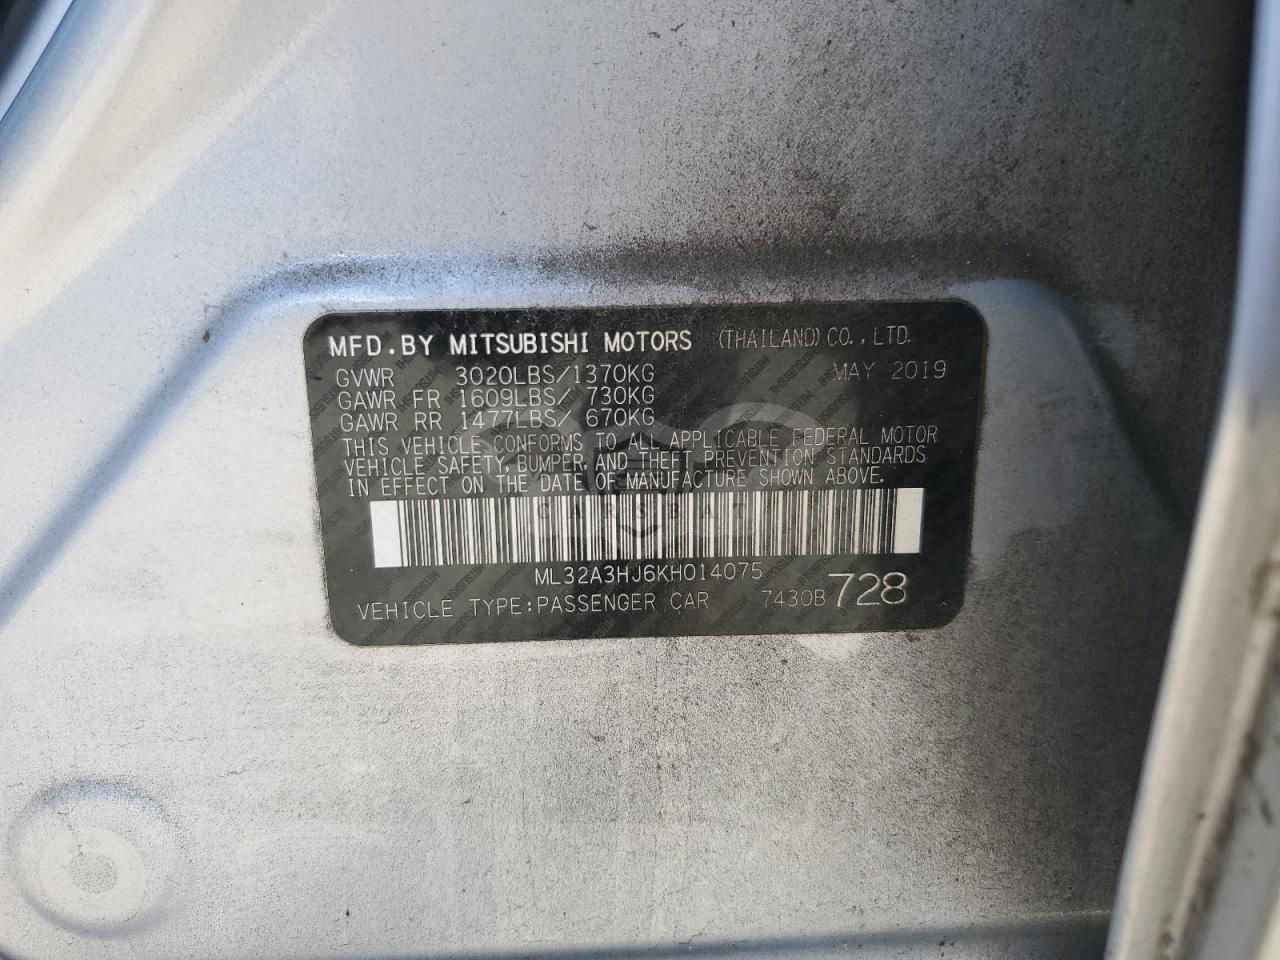 MFD. BY MITSUBISHI MOTORS (THAILAND) CO., LTD.
GVWR 3020LBS/1370KG MAY 2019
GAWR FR 1609LBS/ 730KG
GAWR RR 1477LBS/ 670KG
THIS VEHICLE CONFORMS TO ALL APPLICABLE FEDERAL MOTOR
VEHICLE SAFETY, BUMPER, AND THEFT PREVENTION STANDARDS
IN EFFECT ON THE DATE OF MANUFACTURE SHOWN ABOVE.
ML32A3HJ6KH014075
VEHICLE TYPE: PASSENGER CAR 7430B 728